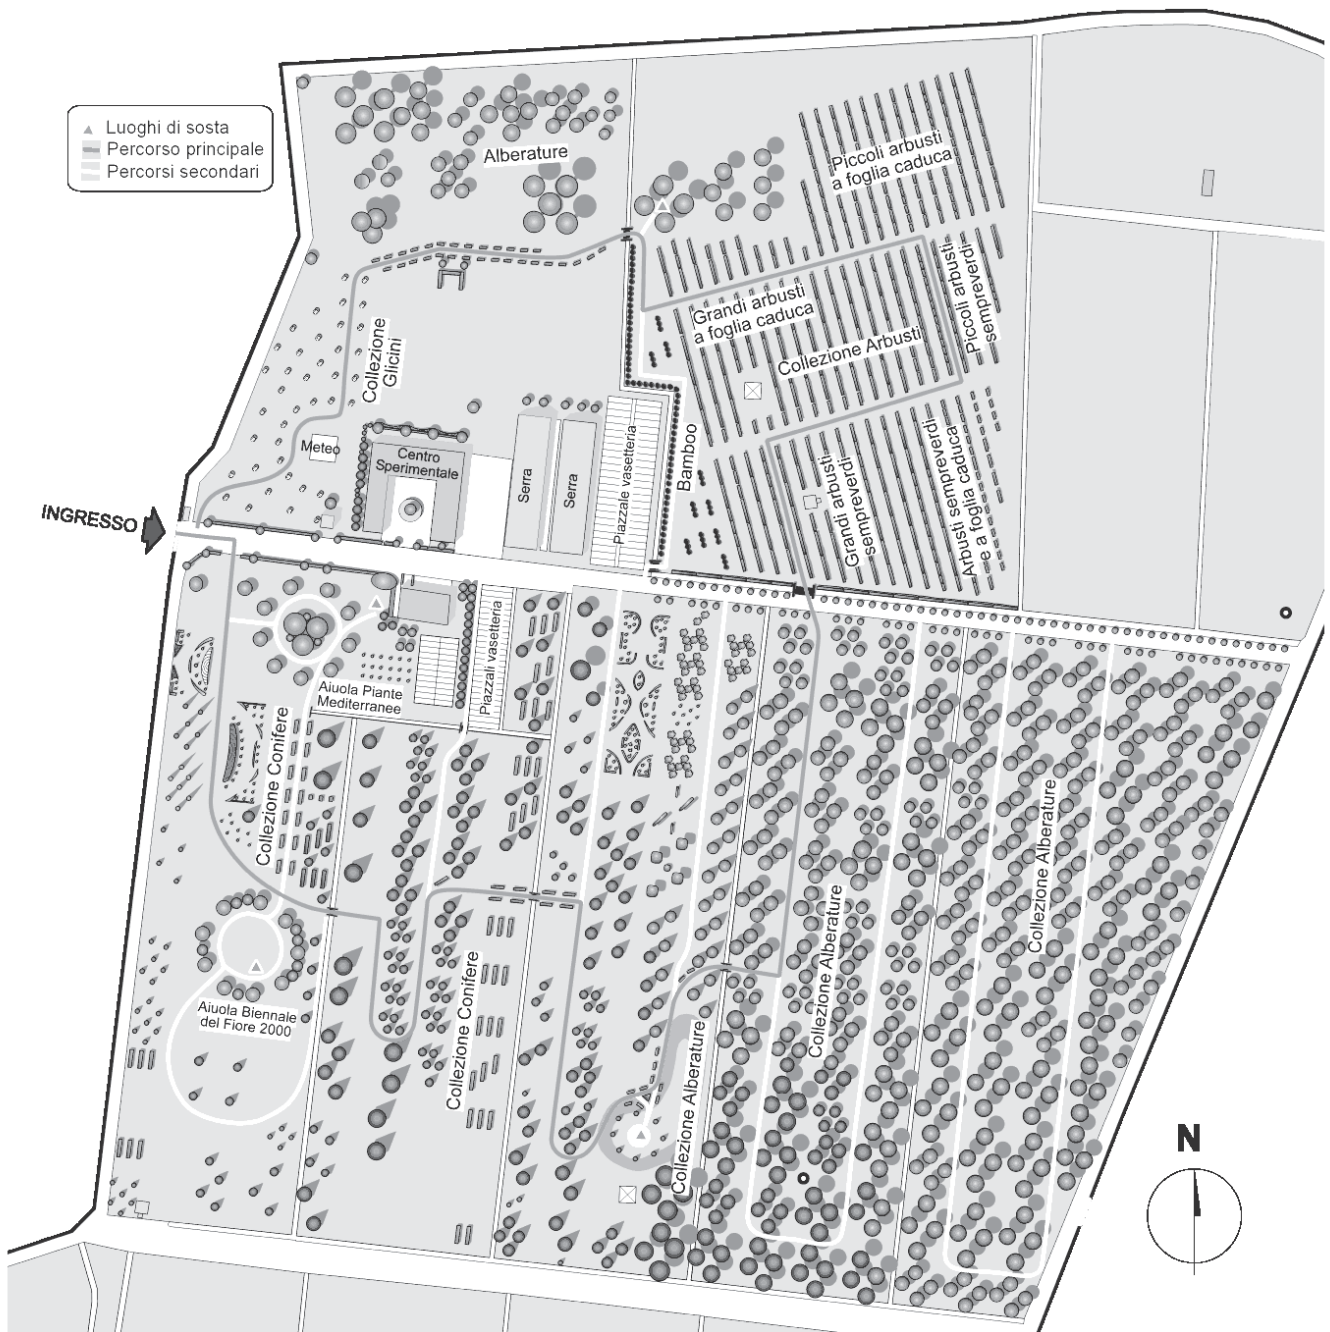 Luoghi di sosta
Percorso principale
Percorsi secondari
Alberature
Piccoli arbusti
a foglia caduca
Piccoli arbusti
sempreverdi
Grandi arbusti
a foglia caduca
Collezione Arbusti
Collezione
Glicini
Meteo
Centro
Sperimentale
Serra
Serra
Piazzale vasetteria
Bamboo
Grandi arbusti
sempreverdi
Arbusti sempreverdi
e a foglia caduca
INGRESSO
Piazzali vasetteria
Aiuola Piante
Mediterranee
Collezione Conifere
Collezione Alberature
Collezione Alberature
Collezione Conifere
Aiuola Biennale
del Fiore 2000
Collezione Alberature
N